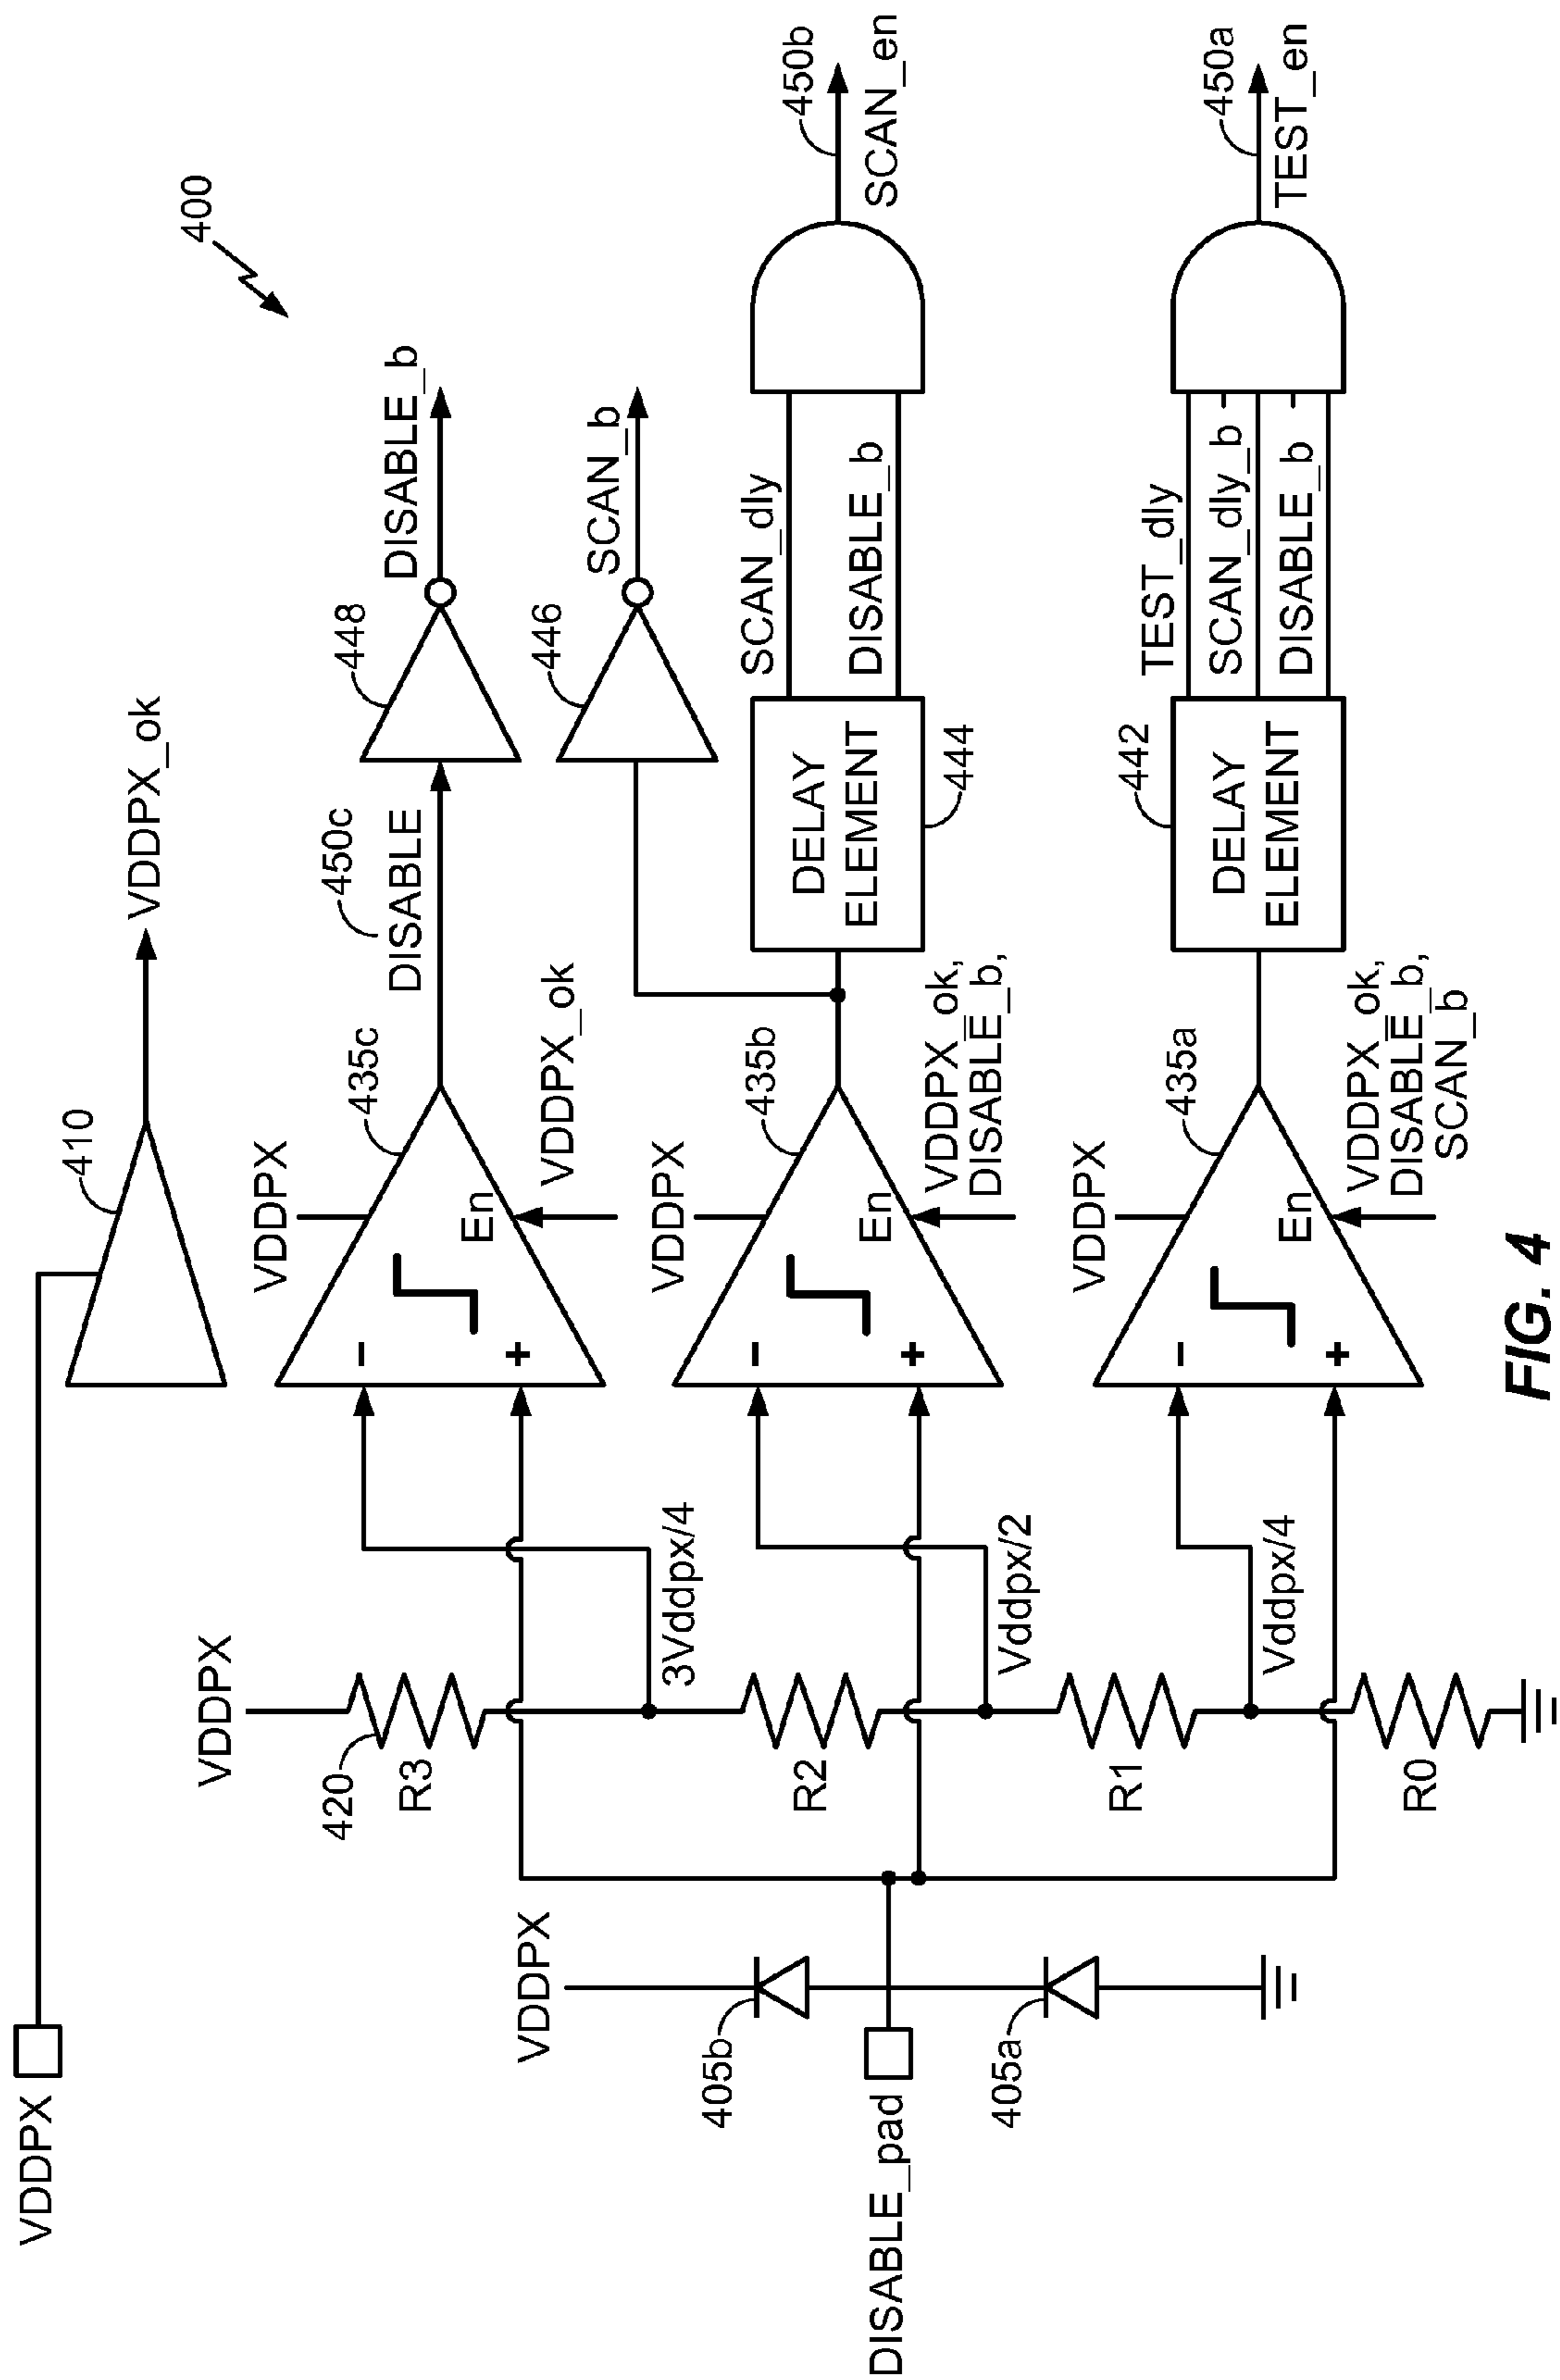 400
VDDPX
410
VDDPX_ok
VDDPX
420
R3
3Vddpx/4
R2
Vddpx/2
R1
Vddpx/4
R0
VDDPX
405b
405a
DISABLE_pad
VDDPX
435c
-
+
En
VDDPX_ok
450c
DISABLE
448
DISABLE_b
446
SCAN_b
VDDPX
435b
-
+
En
VDDPX_ok,
DISABLE_b,
DELAY
ELEMENT
444
SCAN_dly
DISABLE_b
450b
SCAN_en
VDDPX
435a
-
+
En
VDDPX_ok,
DISABLE_b,
SCAN_b
442
DELAY
ELEMENT
TEST_dly
SCAN_dly_b
DISABLE_b
450a
TEST_en
FIG. 4